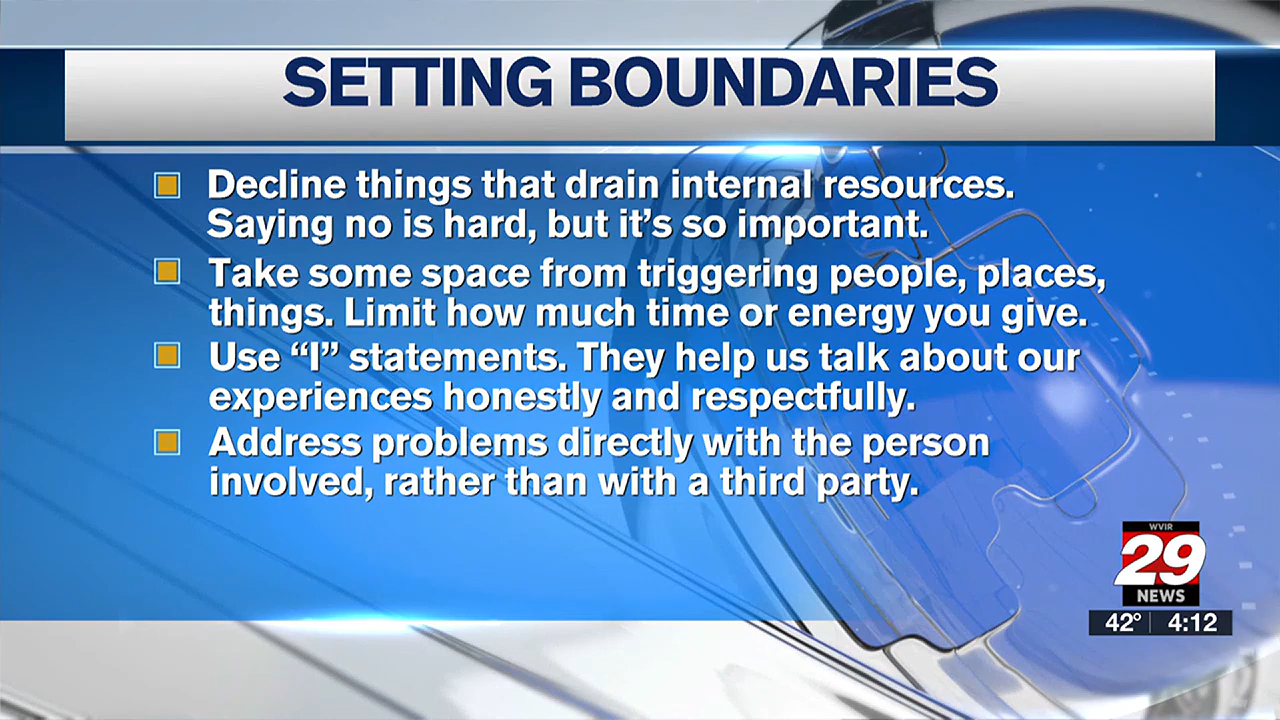 SETTING BOUNDARIES
Decline things that drain internal resources.
Saying no is hard, but it's so important.
Take some space from triggering people, places,
things. Limit how much time or energy you give.
Use “I” statements. They help us talk about our
experiences honestly and respectfully.
Address problems directly with the person
involved, rather than with a third party.
WVIR
29
NEWS
42° 4:12